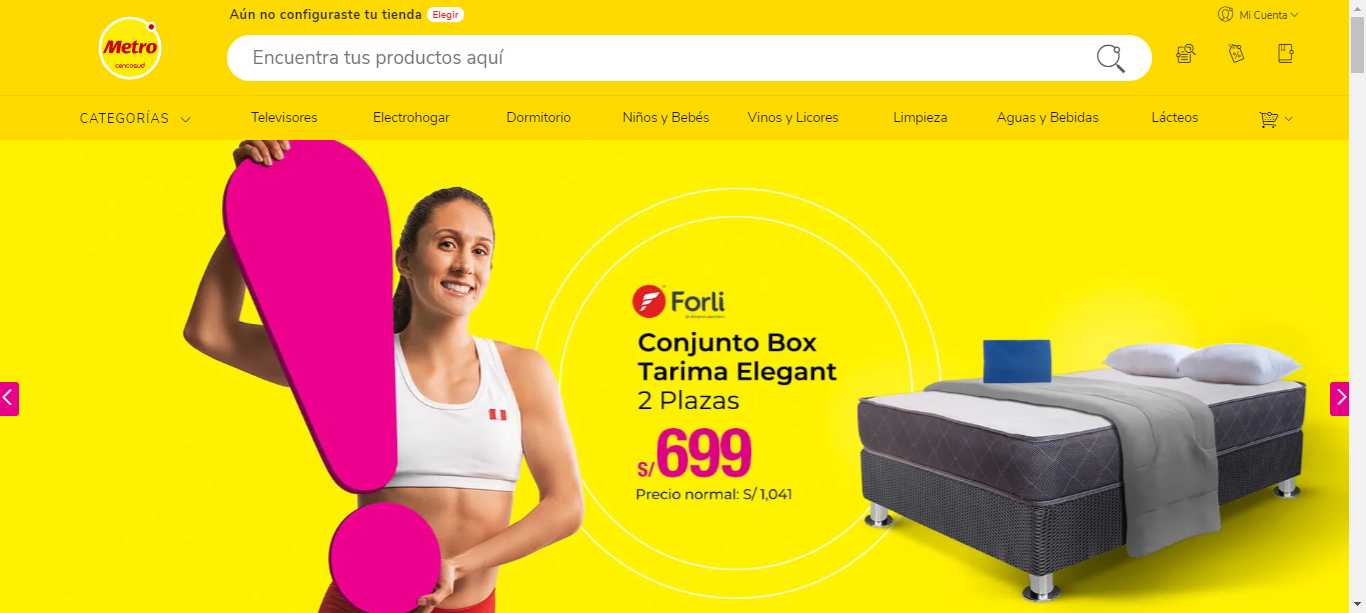 Aún no configuraste tu tienda Elegir
Mi Cuenta
Metro
cencosud
Encuentra tus productos aquí
CATEGORÍAS
Televisores
Electrohogar
Dormitorio
Niños y Bebés
Vinos y Licores
Limpieza
Aguas y Bebidas
Lácteos
Forli
Conjunto Box
Tarima Elegant
2 Plazas
S/ 699
Precio normal: S/ 1,041